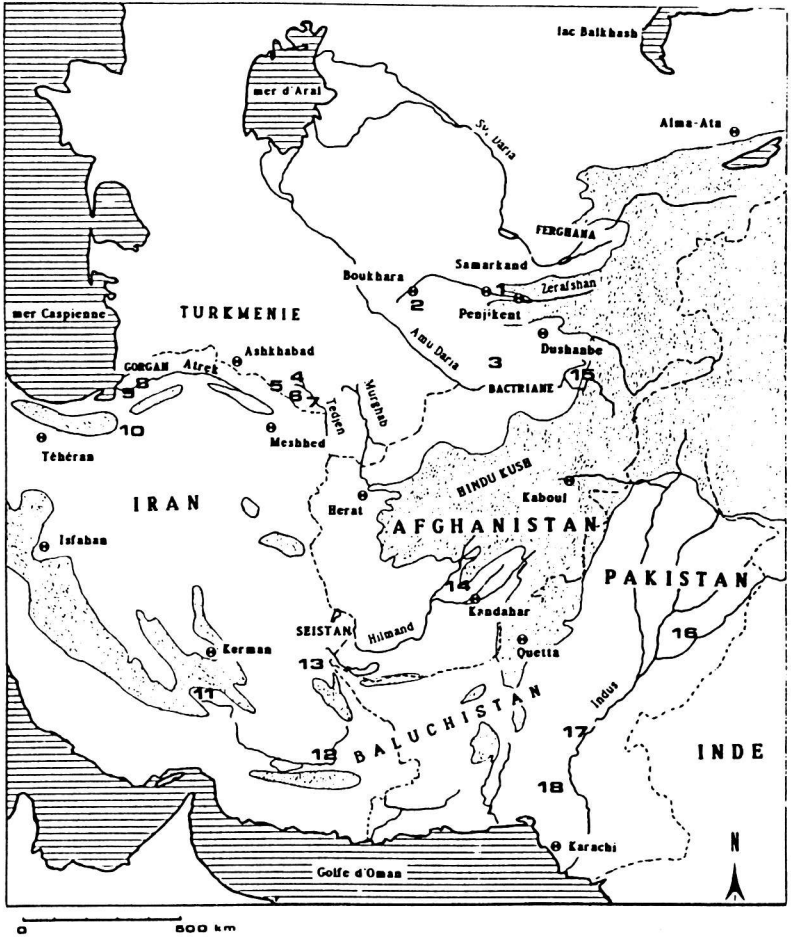 lac Balkhash
mer d'Aral
Alma-Ata
Sy. Daria
FERGHANA
Samarkand
Boukhara
1
Zerafshan
2
Penjikent
mer Caspienne
TURKMENIE
Dushanbe
Ashkhabad
Amu Daria
3
GORGAN
Atrek
4
15
8
5
BACTRIANE
9
6
7
Murghab
Tedjen
10
Meshhed
Téhéran
HINDU KUSH
Kaboul
IRAN
Herat
AFGHANISTAN
Isfahan
PAKISTAN
14
Kandahar
SEISTAN
Hilmand
16
Kerman
Quetta
13
11
Indus
BALUCHISTAN
17
12
INDE
18
N
Karachi
Golfe d'Oman
0 500 km